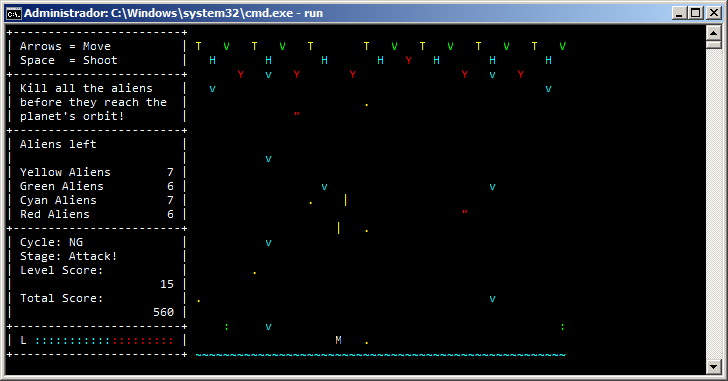 Administrador: C:\Windows\system32\cmd.exe - run
Arrows = Move
Space = Shoot
Kill all the aliens
before they reach the
planet's orbit!
Aliens left
Yellow Aliens 7
Green Aliens 6
Cyan Aliens 7
Red Aliens 6
Cycle: NG
Stage: Attack!
Level Score:
15
Total Score:
560
L ::::::::::::::::::::
T V T V T V T V T V T V T V
H H H H H H H
Y v Y Y Y Y v Y
v v
.
"
v
v v
. |
"
| .
v
.
. v
: v :
M .
~~~~~~~~~~~~~~~~~~~~~~~~~~~~~~~~~~~~~~~~~~~~~~~~~~~~~